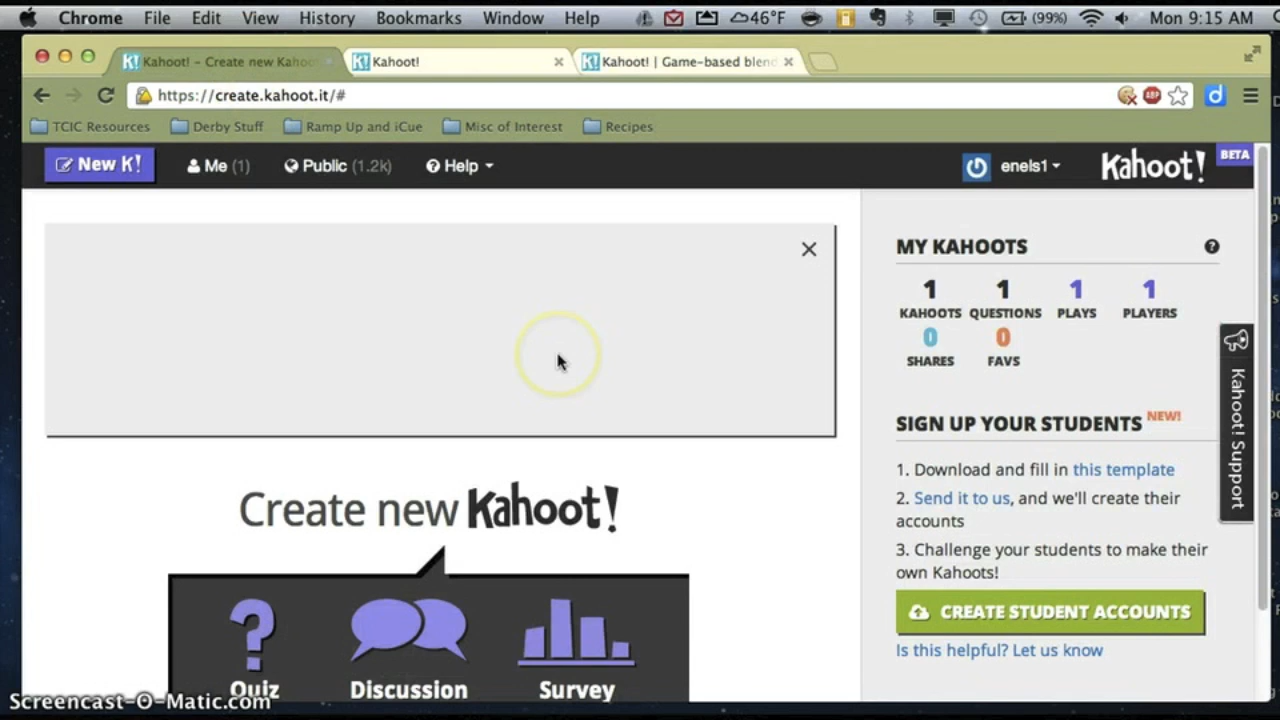 Chrome File Edit View History Bookmarks Window Help 46°F (99%) Mon 9:15 AM
Kahoot! - Create new Kahoot Kahoot! Kahoot! | Game-based blend
https://create.kahoot.it/#
TCIC Resources Derby Stuff Ramp Up and iCue Misc of Interest Recipes
New K! Me (1) Public (1.2k) Help enels1 Kahoot! BETA
MY KAHOOTS
1 1 1 1
KAHOOTS QUESTIONS PLAYS PLAYERS
0 0
SHARES FAVS
Kahoot! Support
SIGN UP YOUR STUDENTS NEW!
1. Download and fill in this template
2. Send it to us, and we'll create their
accounts
3. Challenge your students to make their
own Kahoots!
CREATE STUDENT ACCOUNTS
Is this helpful? Let us know
Create new Kahoot!
Quiz Discussion Survey
Screencast-O-Matic.com